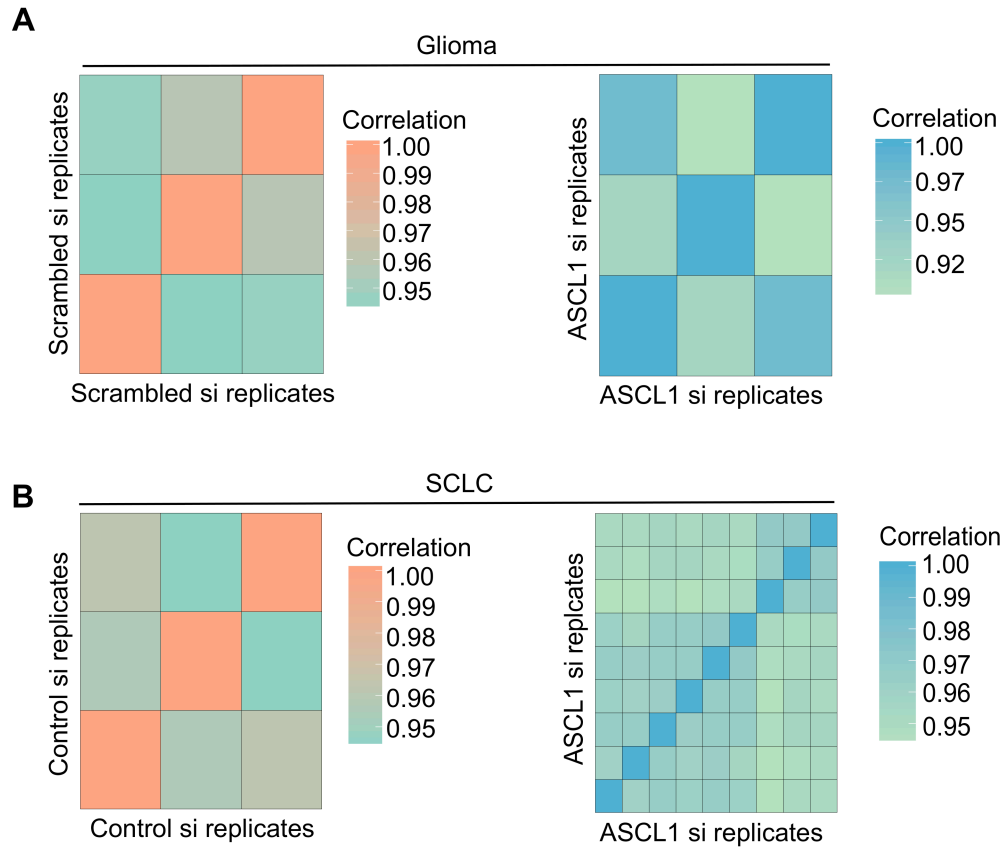 A
Glioma
Scrambled si replicates
Correlation
1.00
0.99
0.98
0.97
0.96
0.95
Scrambled si replicates
ASCL1 si replicates
Correlation
1.00
0.97
0.95
0.92
ASCL1 si replicates
B
SCLC
Control si replicates
Correlation
1.00
0.99
0.98
0.97
0.96
0.95
Control si replicates
ASCL1 si replcates
Correlation
1.00
0.99
0.98
0.97
0.96
0.95
ASCL1 si replicates